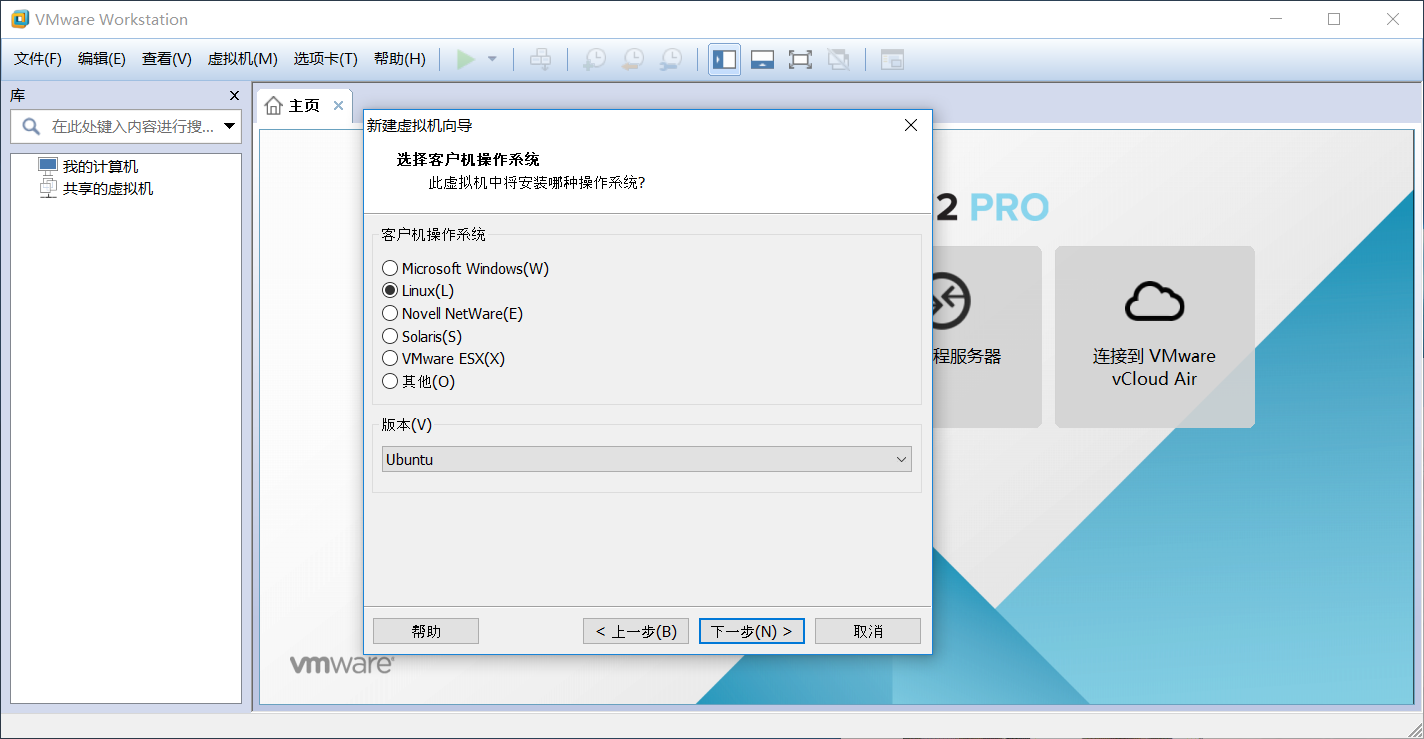 VMware Workstation
文件(F) 编辑(E) 查看(V) 虚拟机(M) 选项卡(T) 帮助(H)
库
在此处键入内容进行搜...
我的计算机
共享的虚拟机
主页
新建虚拟机向导
选择客户机操作系统
此虚拟机中将安装哪种操作系统?
客户机操作系统
Microsoft Windows(W)
Linux(L)
Novell NetWare(E)
Solaris(S)
VMware ESX(X)
其他(O)
版本(V)
Ubuntu
帮助
< 上一步(B)
下一步(N) >
取消
2 PRO
程服务器
连接到 VMware
vCloud Air
vmware